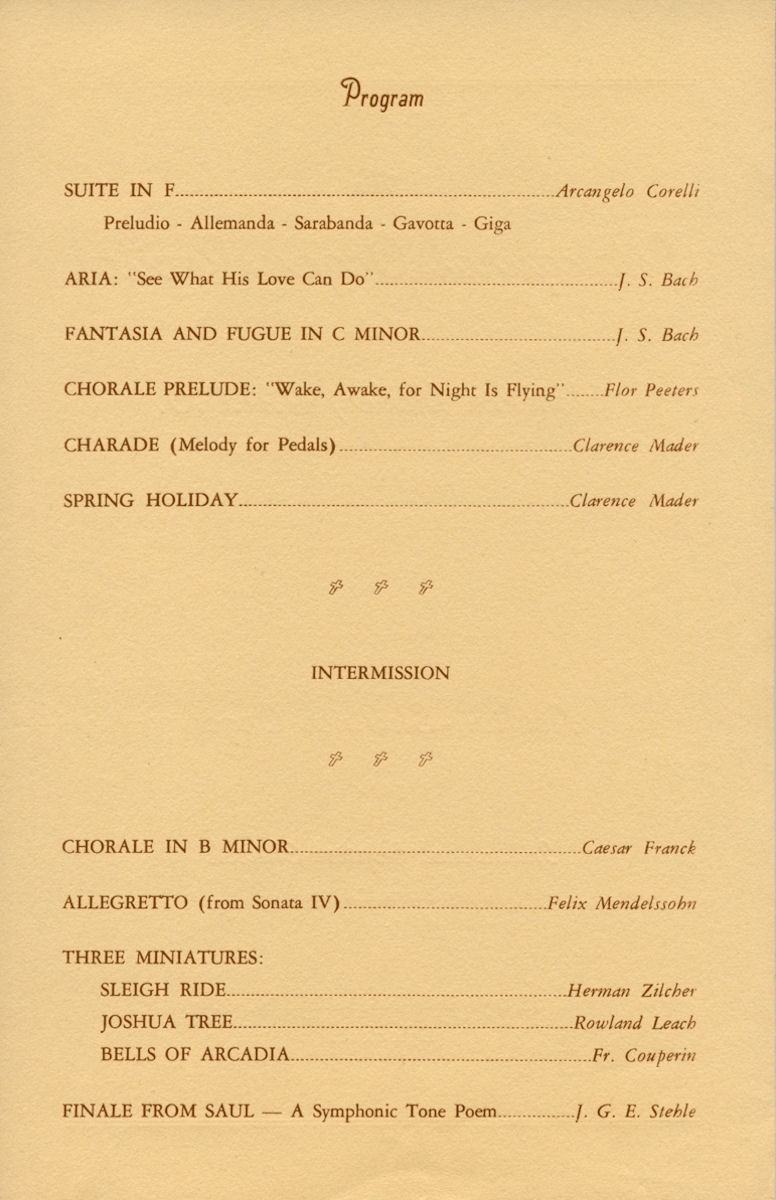 Program
SUITE IN F Arcangelo Corelli
Preludio - Allemanda - Sarabanda - Gavotta - Giga
ARIA: "See What His Love Can Do" J. S. Bach
FANTASIA AND FUGUE IN C MINOR J. S. Bach
CHORALE PRELUDE: "Wake, Awake, for Night Is Flying" Flor Peeters
CHARADE (Melody for Pedals) Clarence Mader
SPRING HOLIDAY Clarence Mader
INTERMISSION
CHORALE IN B MINOR Caesar Franck
ALLEGRETTO (from Sonata IV) Felix Mendelssohn
THREE MINIATURES:
SLEIGH RIDE Herman Zilcher
JOSHUA TREE Rowland Leach
BELLS OF ARCADIA Fr. Couperin
FINALE FROM SAUL — A Symphonic Tone Poem J. G. E. Stehle